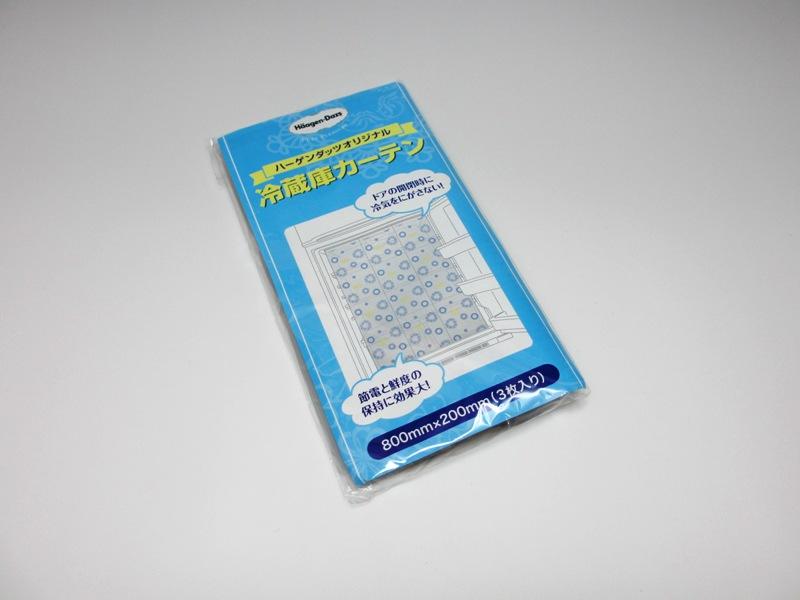 Häagen-Dazs
ハーゲンダッツオリジナル
冷蔵庫カーテン
ドアの開閉時に
冷気をにがさない!
節電と鮮度の
保持に効果大!
800mm×200mm(3枚入り)